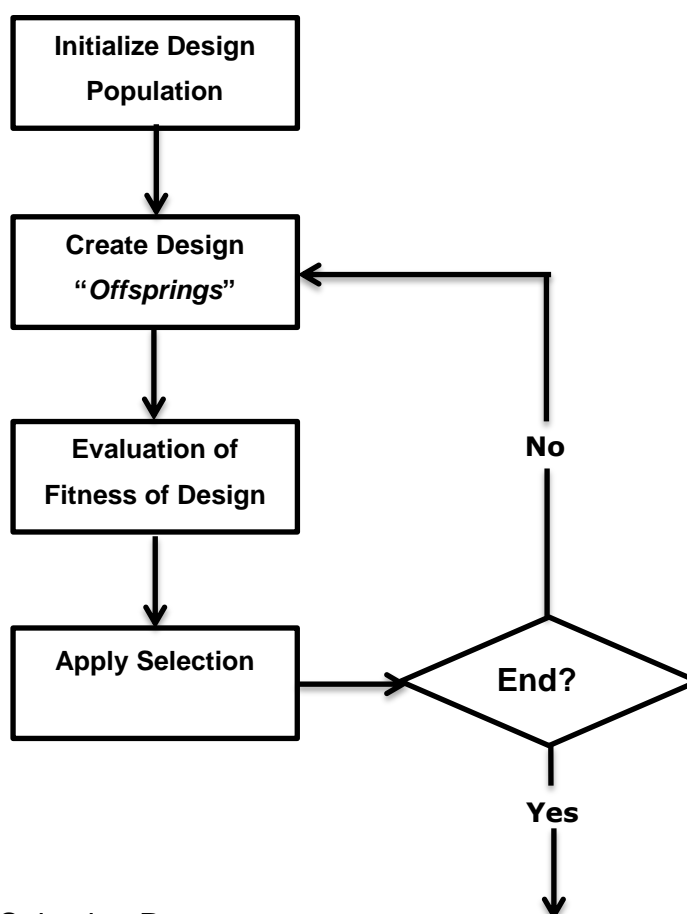 Initialize Design
Population
Create Design
“Offsprings”
Evaluation of
Fitness of Design
No
Apply Selection
End?
Yes